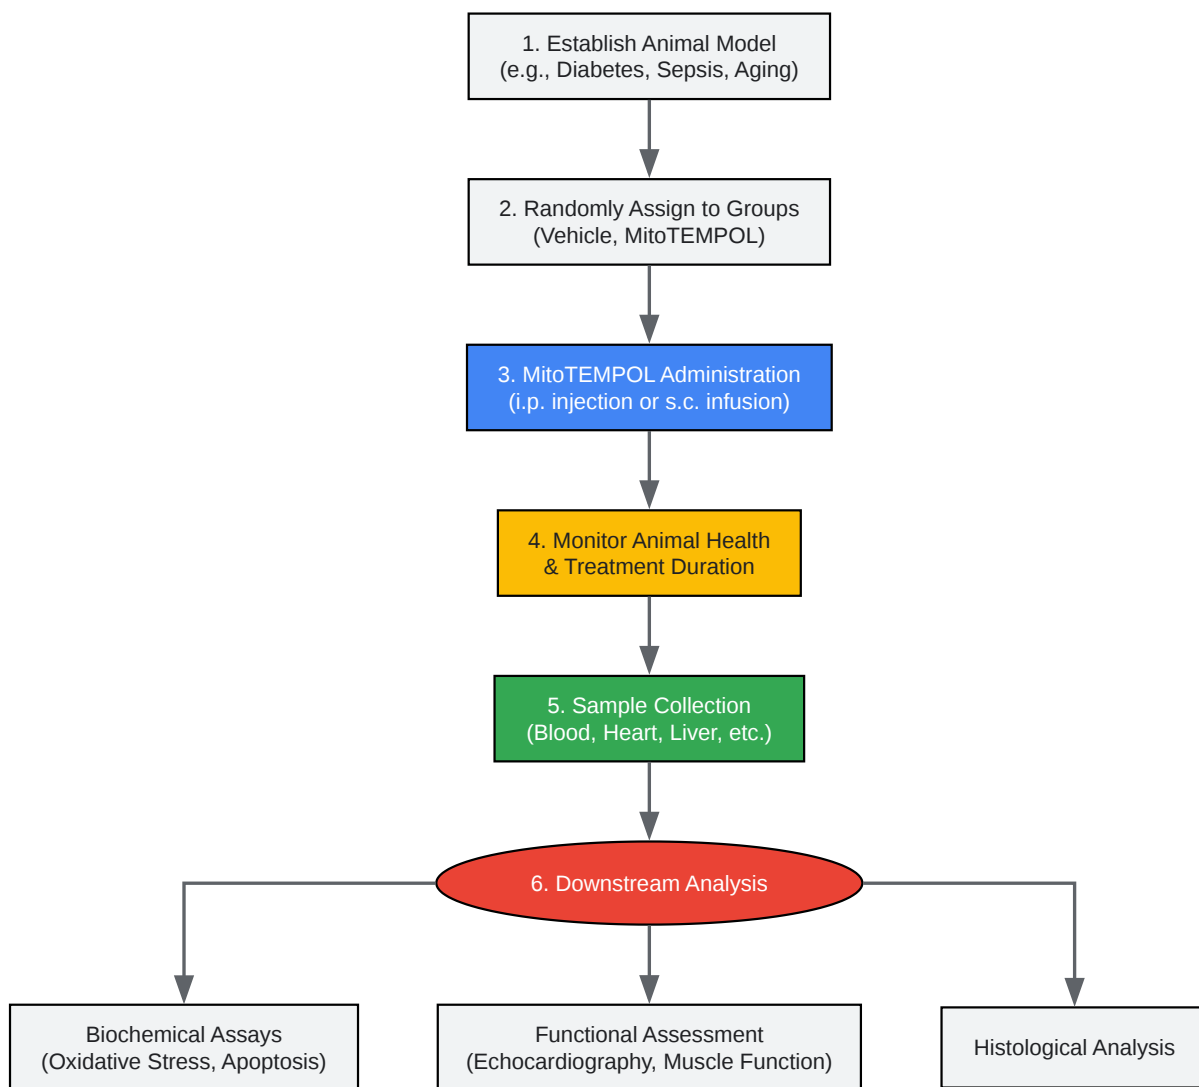 1. Establish Animal Model
(e.g., Diabetes, Sepsis, Aging)
2. Randomly Assign to Groups
(Vehicle, MitoTEMPOL)
3. MitoTEMPOL Administration
(i.p. injection or s.c. infusion)
4. Monitor Animal Health
& Treatment Duration
5. Sample Collection
(Blood, Heart, Liver, etc.)
6. Downstream Analysis
Biochemical Assays
(Oxidative Stress, Apoptosis)
Functional Assessment
(Echocardiography, Muscle Function)
Histological Analysis